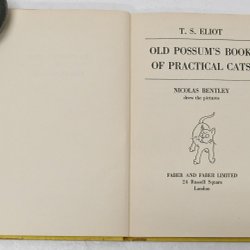 T. S. ELIOT
OLD POSSUM'S BOOK
OF PRACTICAL CATS
NICOLAS BENTLEY
drew the pictures
FABER AND FABER LIMITED
24 Russell Square
London